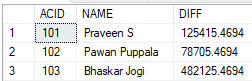 ACID NAME DIFF
1 101 Praveen S 125415.4694
2 102 Pawan Puppala 78705.4694
3 103 Bhaskar Jogi 482125.4694